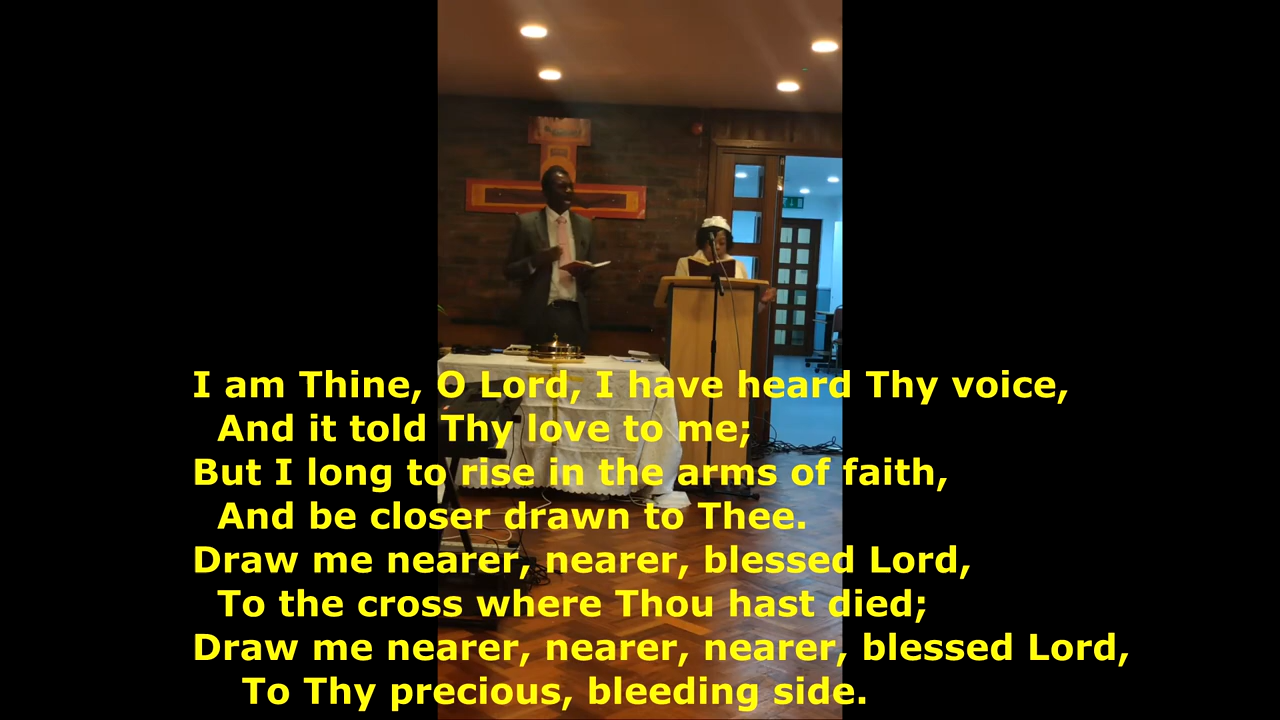 I am Thine, O Lord, I have heard Thy voice,
And it told Thy love to me;
But I long to rise in the arms of faith,
And be closer drawn to Thee.
Draw me nearer, nearer, blessed Lord,
To the cross where Thou hast died;
Draw me nearer, nearer, nearer, blessed Lord,
To Thy precious, bleeding side.